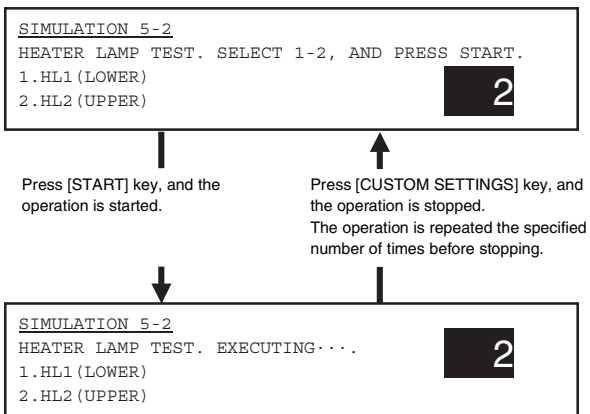 SIMULATION 5-2
HEATER LAMP TEST. SELECT 1-2, AND PRESS START.
1.HL1(LOWER)
2.HL2(UPPER)
2
Press [START] key, and the
operation is started.
Press [CUSTOM SETTINGS] key, and
the operation is stopped.
The operation is repeated the specified
number of times before stopping.
SIMULATION 5-2
HEATER LAMP TEST. EXECUTING···.
1.HL1(LOWER)
2.HL2(UPPER)
2